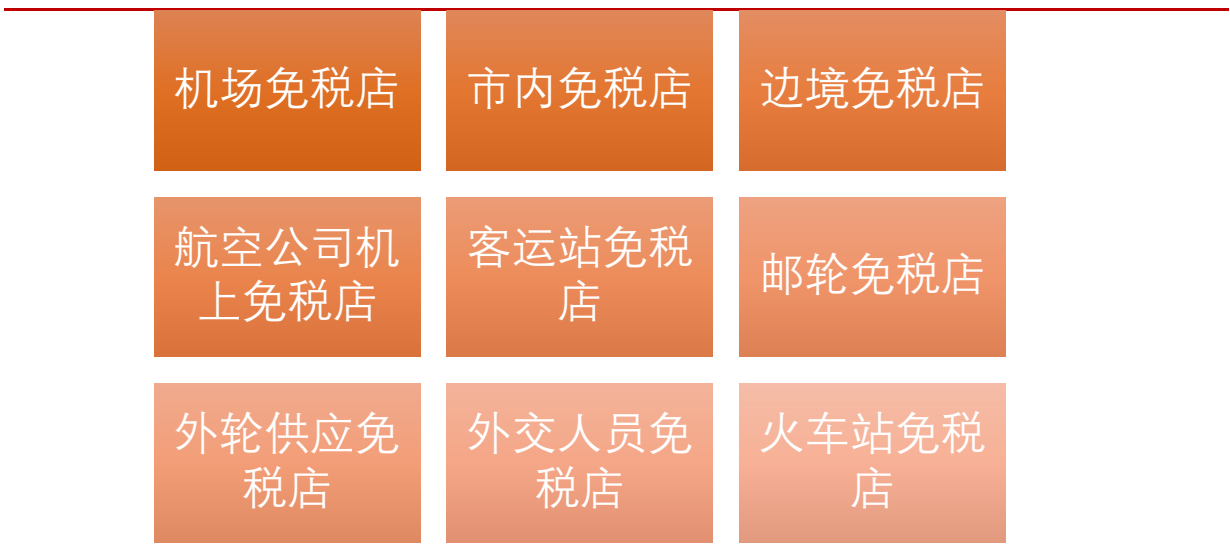 机场免税店
市内免税店
边境免税店
航空公司机
上免税店
客运站免税
店
邮轮免税店
外轮供应免
税店
外交人员免
税店
火车站免税
店